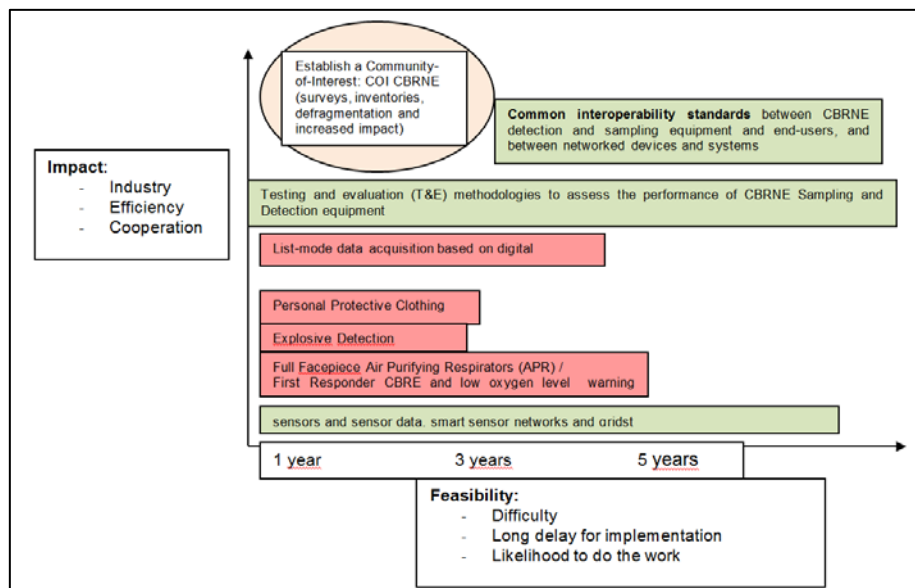 Establish a Community-
of-Interest: COI CBRNE
(surveys, inventories,
defragmentation and
increased impact)
Common interoperability standards between CBRNE
detection and sampling equipment and end-users, and
between networked devices and systems
Impact:
- Industry
- Efficiency
- Cooperation
Testing and evaluation (T&E) methodologies to assess the performance of CBRNE Sampling and
Detection equipment
List-mode data acquisition based on digital
Personal Protective Clothing
Explosive Detection
Full Facepiece Air Purifying Respirators (APR) /
First Responder CBRE and low oxygen level warning
sensors and sensor data, smart sensor networks and gridst
1 year 3 years 5 years
Feasibility:
- Difficulty
- Long delay for implementation
- Likelihood to do the work